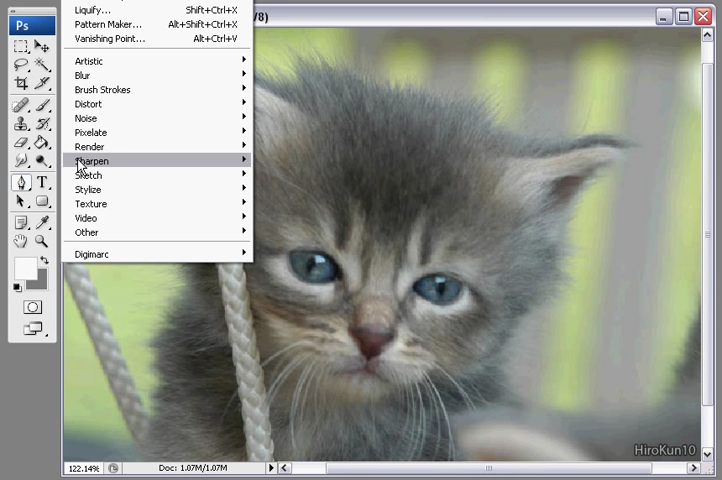 /8)
Ps
Liquify... Shift+Ctrl+X
Pattern Maker... Alt+Shift+Ctrl+X
Vanishing Point... Alt+Ctrl+V
Artistic
Blur
Brush Strokes
Distort
Noise
Pixelate
Render
Sharpen
Sketch
Stylize
Texture
Video
Other
Digimarc
T
HiroKun10
122.14% Doc: 1.07M/1.07M